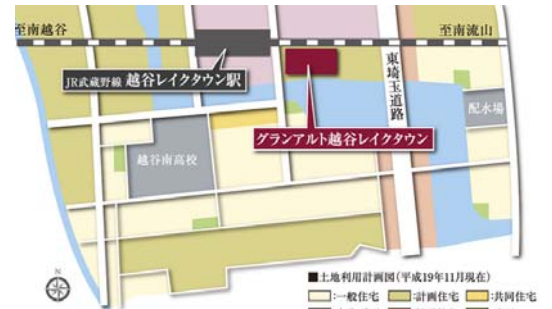 至南越谷
至南流山
JR武蔵野線 越谷レイクタウン駅
東埼玉道路
配水場
グランアルト越谷レイクタウン
越谷南高校
N
■土地利用計画図(平成19年11月現在)
:一般住宅 :計画住宅 :共同住宅